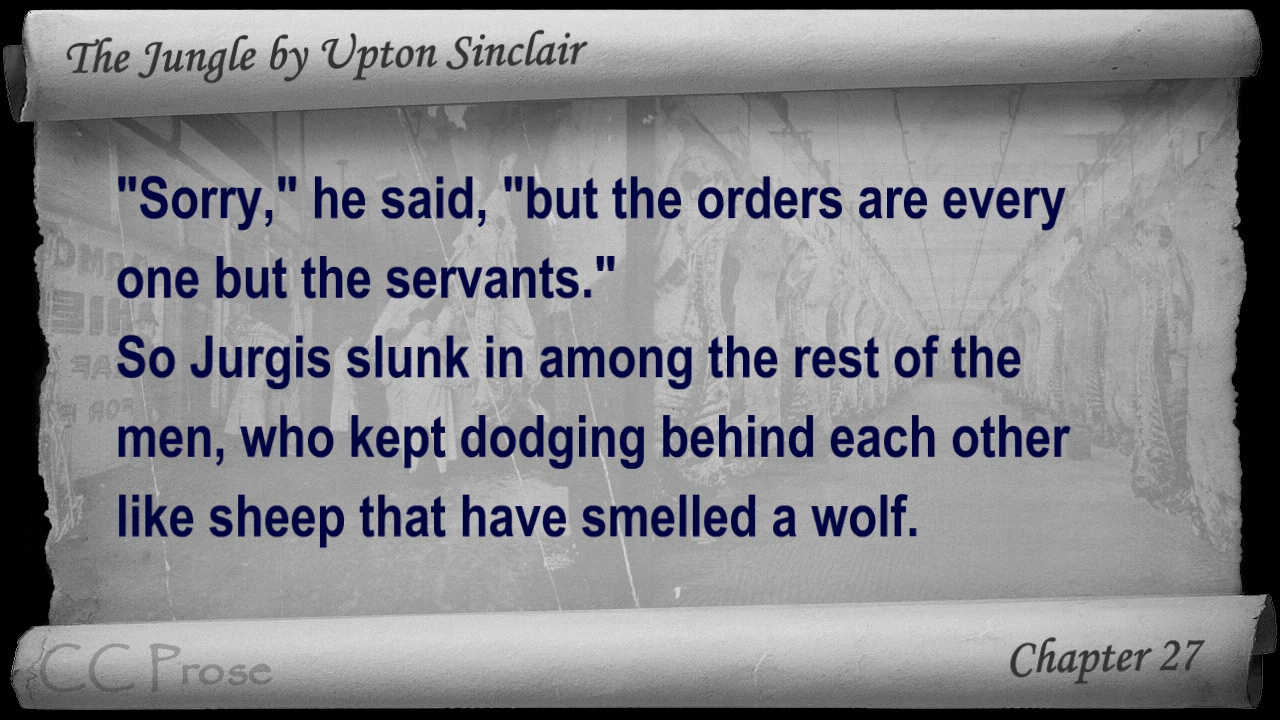 The Jungle by Upton Sinclair
"Sorry," he said, "but the orders are every
one but the servants."
So Jurgis slunk in among the rest of the
men, who kept dodging behind each other
like sheep that have smelled a wolf.
CC Prose
Chapter 27